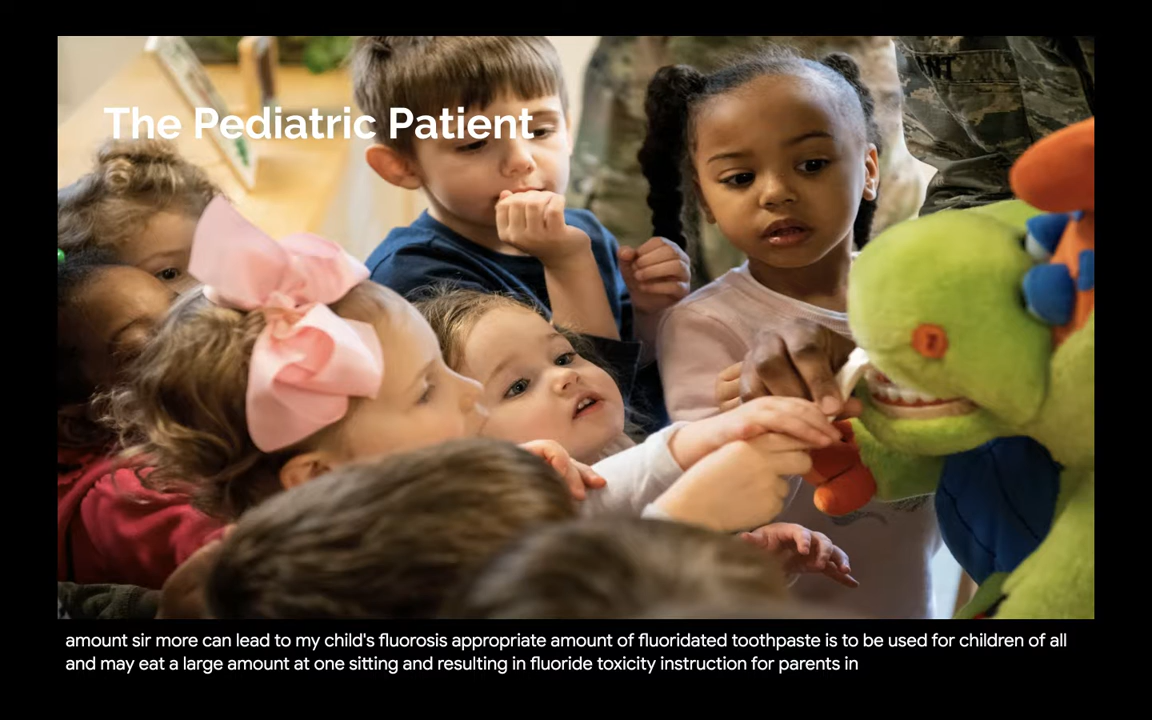 The Pediatric Patient
amount sir more can lead to my child's fluorosis appropriate amount of fluoridated toothpaste is to be used for children of all
and may eat a large amount at one sitting and resulting in fluoride toxicity instruction for parents in